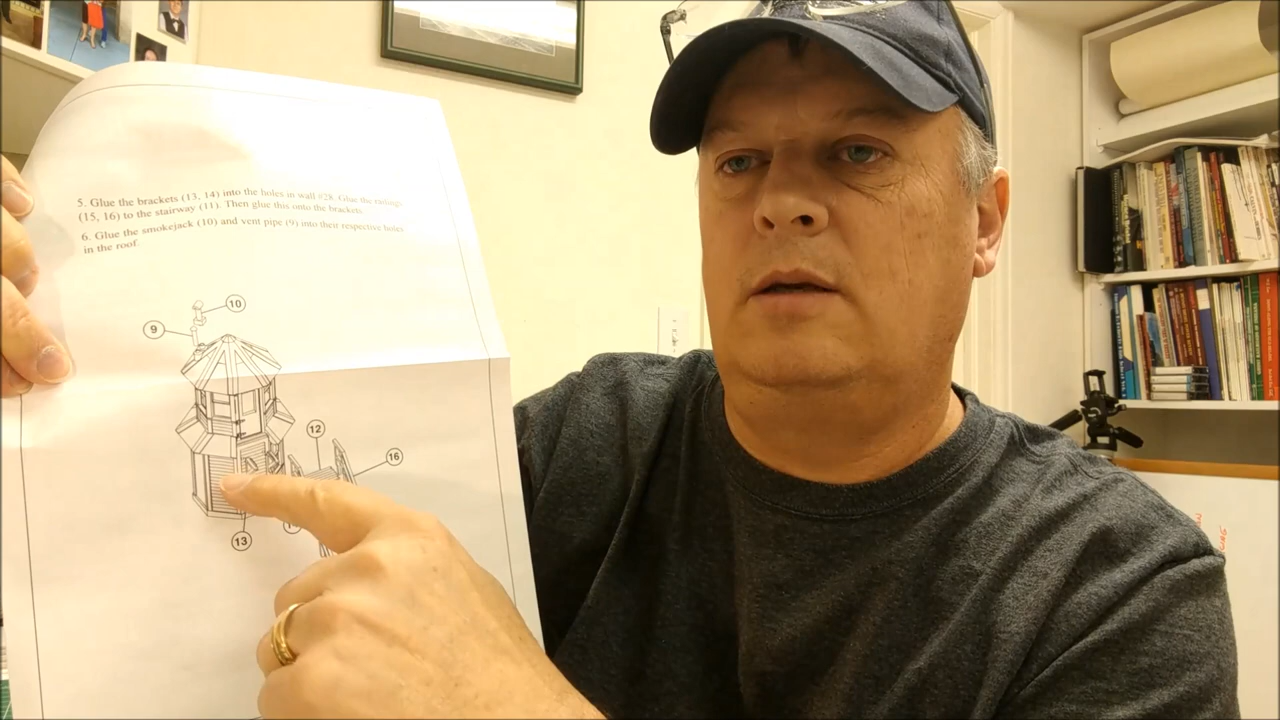 5. Glue the brackets (13, 14) into the holes in wall #28. Glue the railings
(15, 16) to the stairway (11). Then glue this onto the brackets.
6. Glue the smokejack (10) and vent pipe (9) into their respective holes
in the roof.
10
9
12
16
13